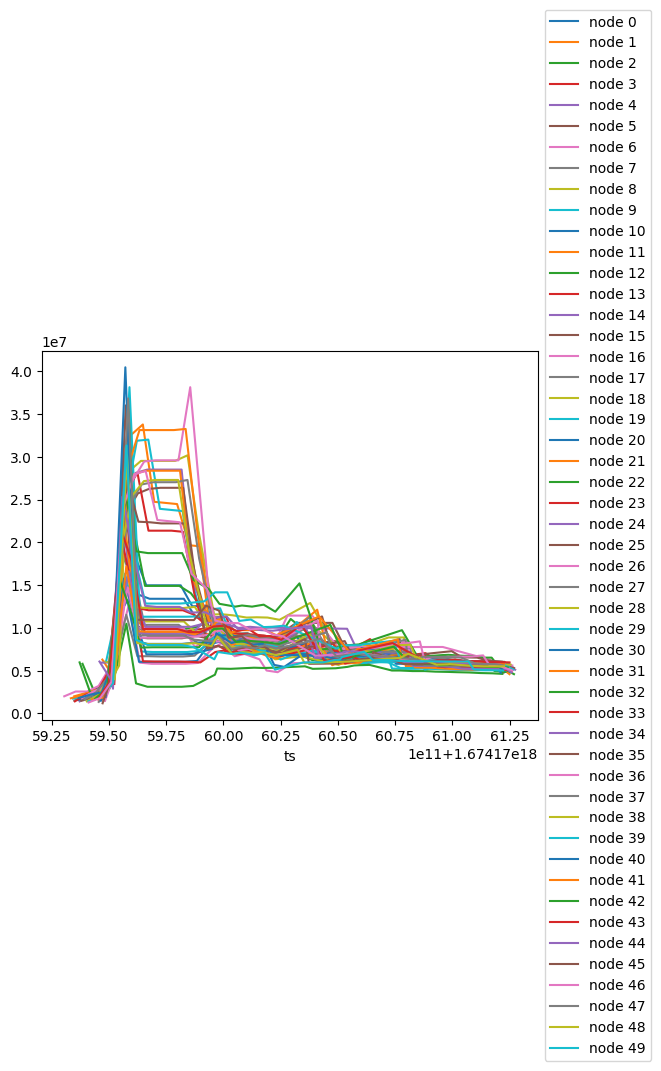 1e7
4.0
3.5
3.0
2.5
2.0
1.5
1.0
0.5
0.0
59.25 59.50 59.75 60.00 60.25 60.50 60.75 61.00 61.25
ts
1e11+1.67417e18
node 0
node 1
node 2
node 3
node 4
node 5
node 6
node 7
node 8
node 9
node 10
node 11
node 12
node 13
node 14
node 15
node 16
node 17
node 18
node 19
node 20
node 21
node 22
node 23
node 24
node 25
node 26
node 27
node 28
node 29
node 30
node 31
node 32
node 33
node 34
node 35
node 36
node 37
node 38
node 39
node 40
node 41
node 42
node 43
node 44
node 45
node 46
node 47
node 48
node 49